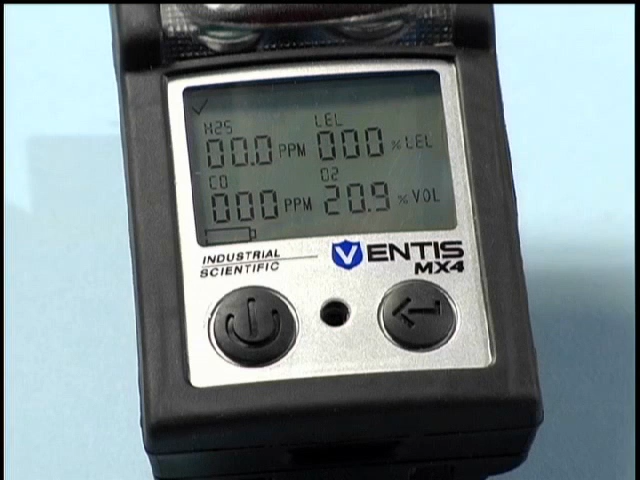 H2S LEL
00.0 PPM 000 % LEL
CO O2
000 PPM 20.9 % VOL
INDUSTRIAL
SCIENTIFIC
VENTIS
MX4